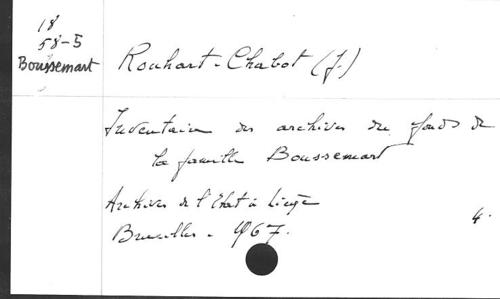 18
58-5
Boussemart
Rouhart-Chabot (J.)
Inventaire des archives du fonds de
la famille Boussemart
Archives de l'Etat à Liège
Bruxelles - 1967.
4.